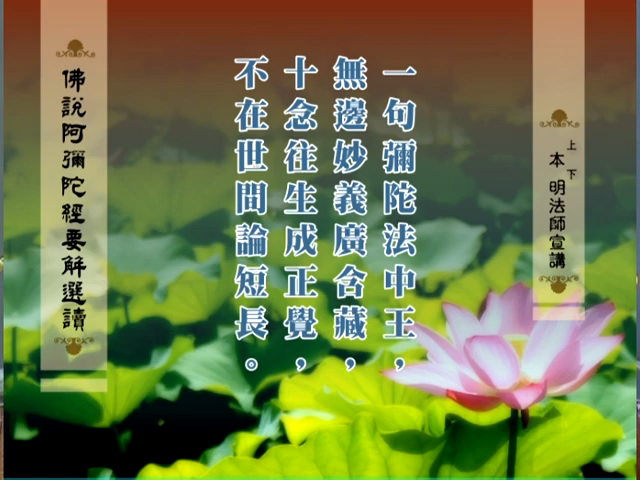 上本下明法師宣講
一句彌陀法中王，
無邊妙義廣含藏，
十念往生成正覺，
不在世間論短長。
佛說阿彌陀經要解選讀